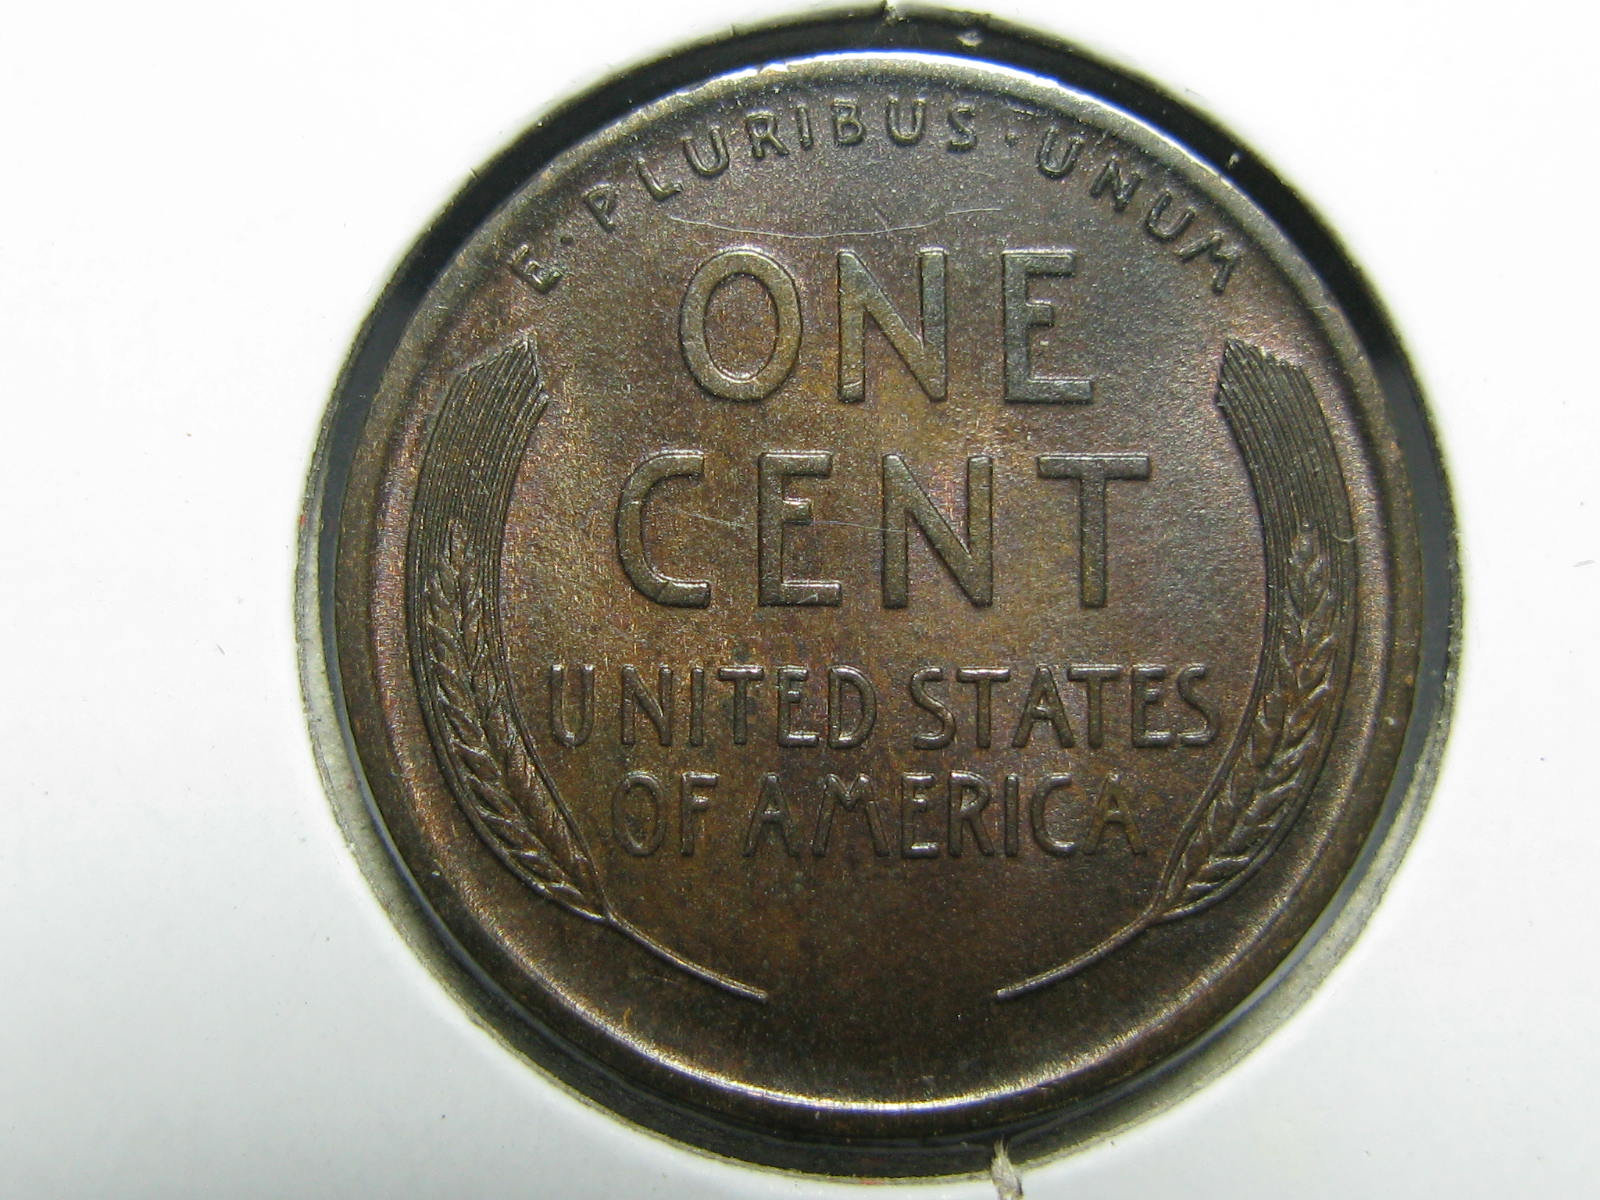 E·PLURIBUS·UNUM
ONE
CENT
UNITED STATES
OF AMERICA